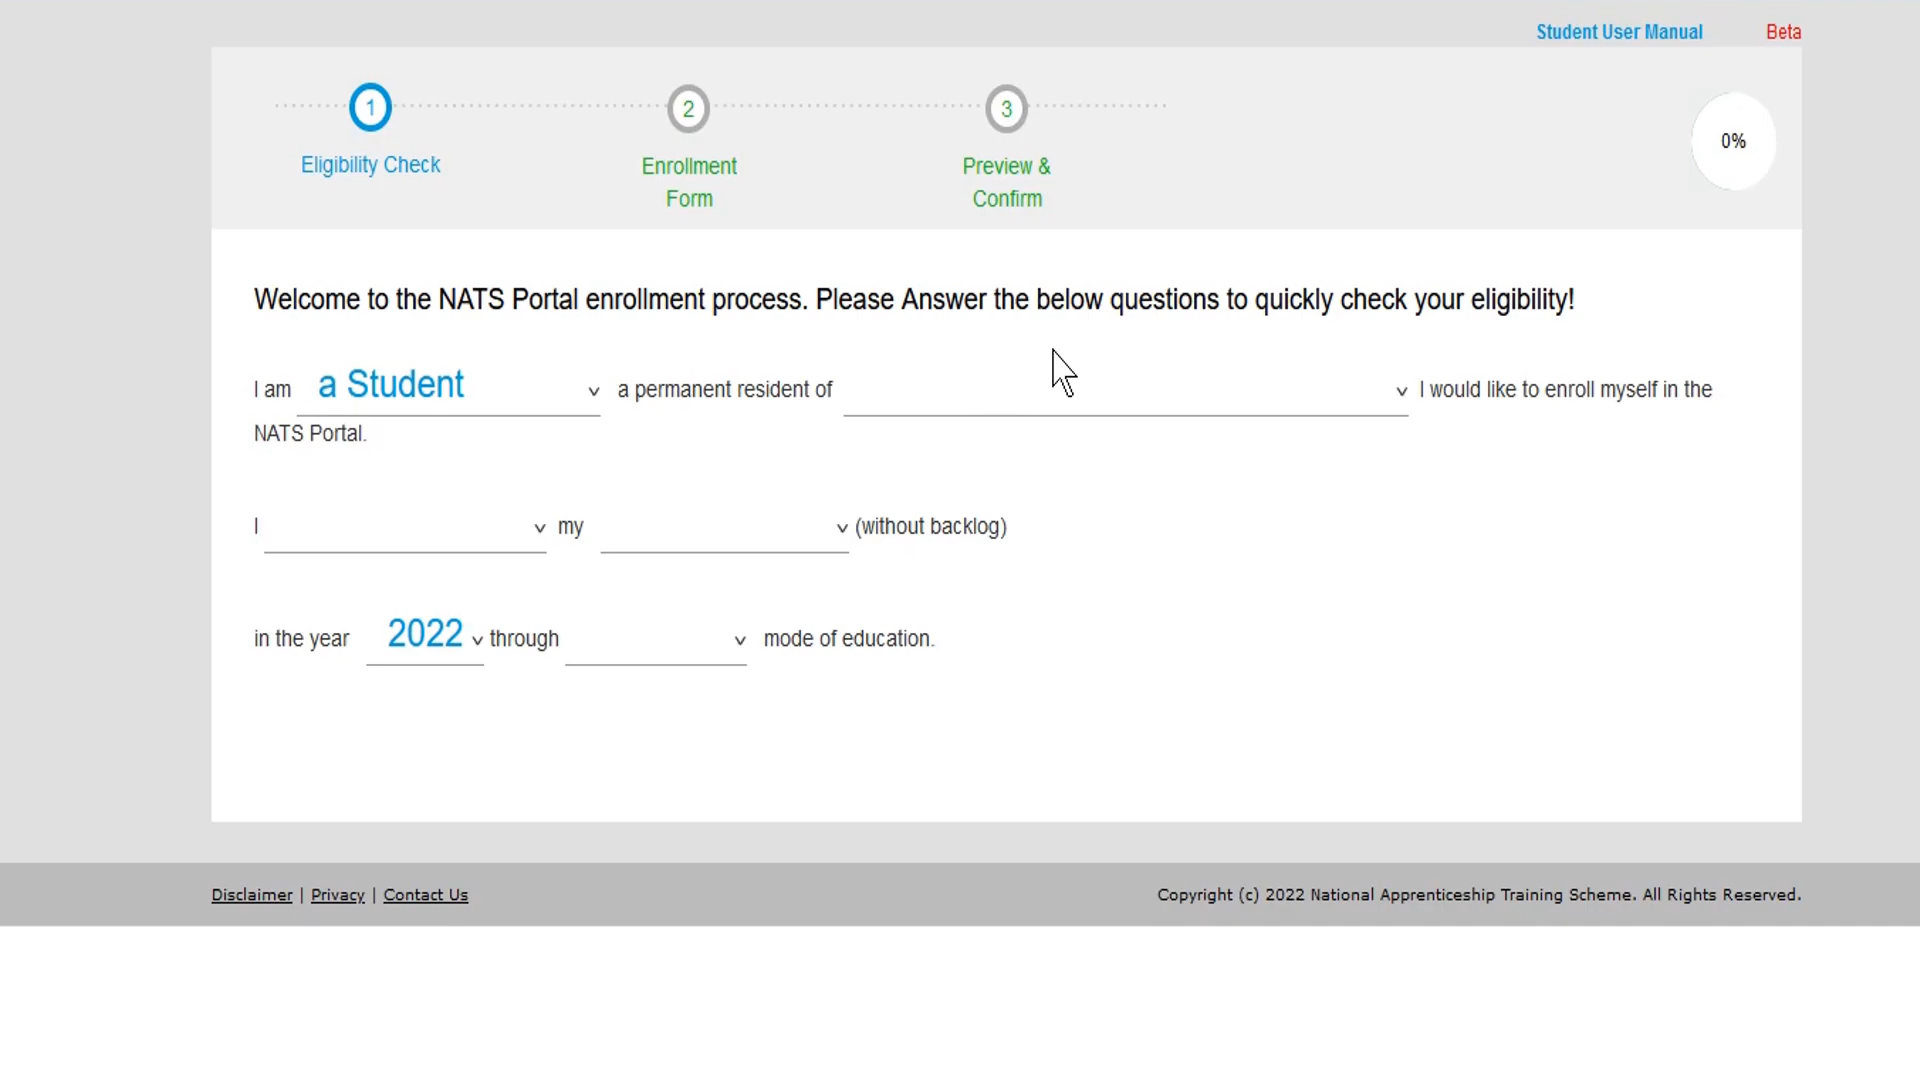 Student User Manual Beta
1 2 3
0%
Eligibility Check Enrollment Preview &
Form Confirm
Welcome to the NATS Portal enrollment process. Please Answer the below questions to quickly check your eligibility!
I am a Student a permanent resident of I would like to enroll myself in the
NATS Portal.
I my (without backlog)
in the year 2022 through mode of education.
Disclaimer | Privacy | Contact Us Copyright (c) 2022 National Apprenticeship Training Scheme. All Rights Reserved.